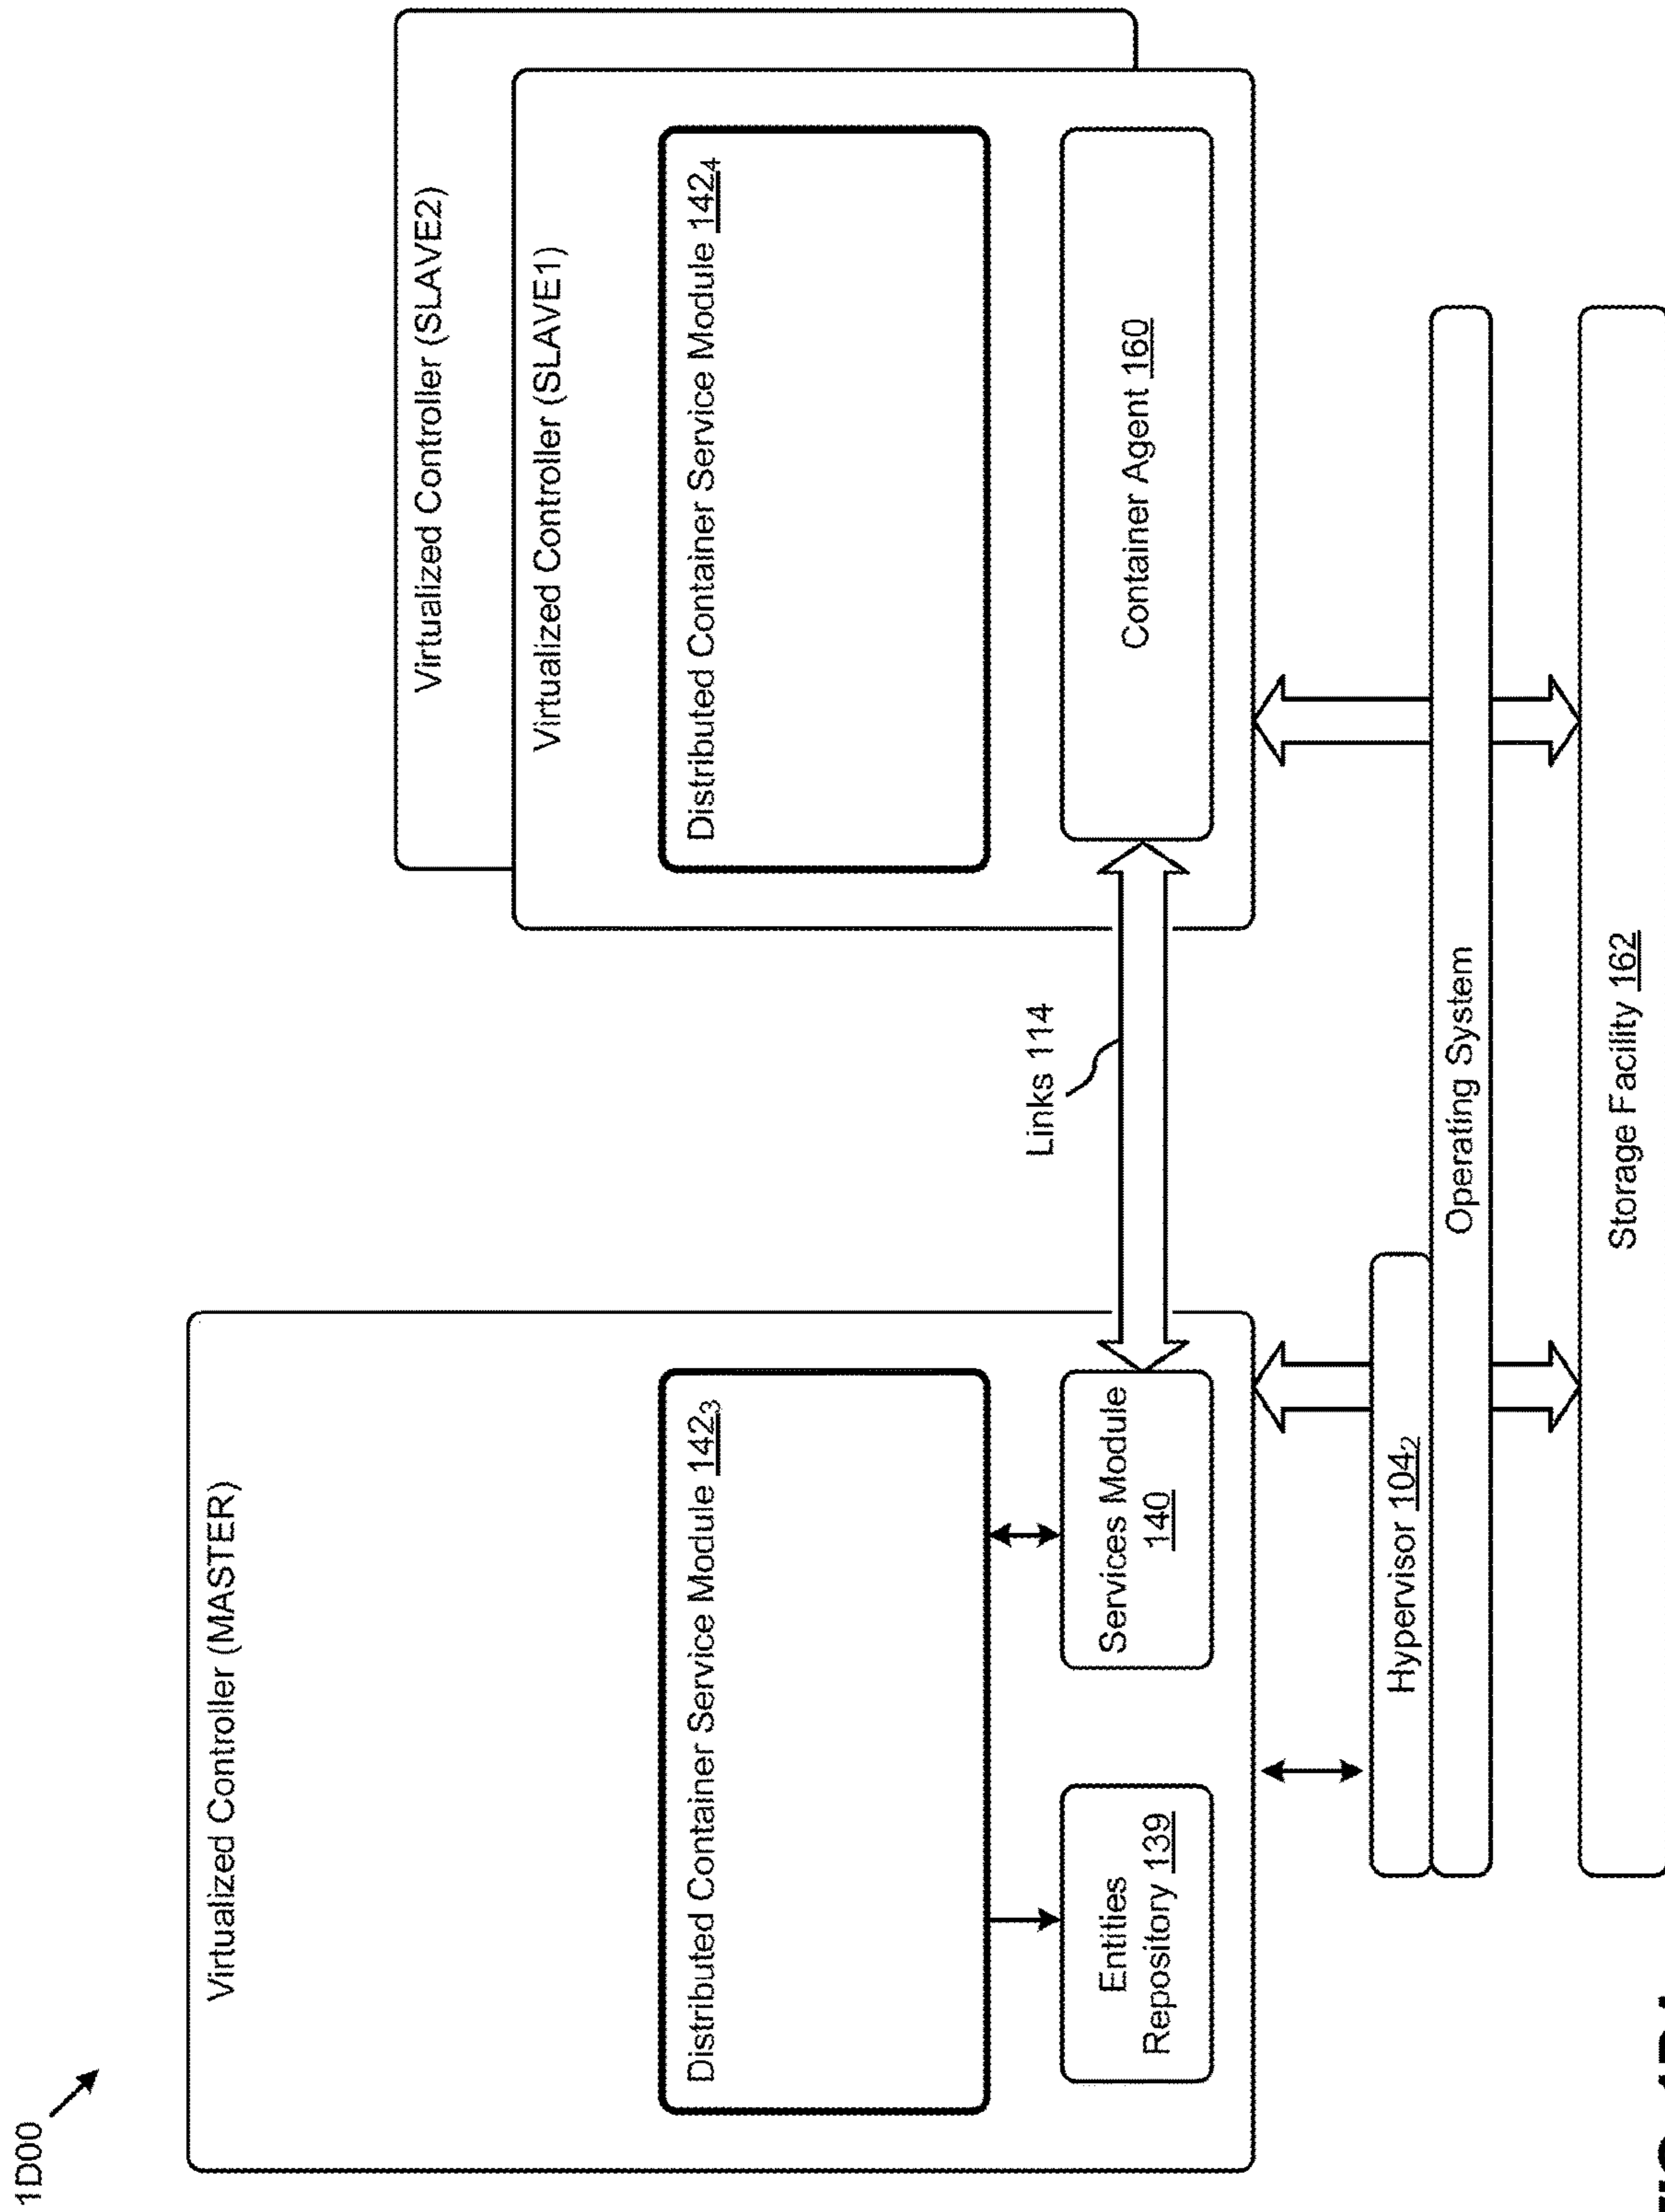 1D00
Virtualized Controller (MASTER)
Distributed Container Service Module 142₃
Entities
Repository 139
Services Module
140
Links 114
Virtualized Controller (SLAVE2)
Virtualized Controller (SLAVE1)
Distributed Container Service Module 142₄
Container Agent 160
Hypervisor 104₂
Operating System
Storage Facility 162